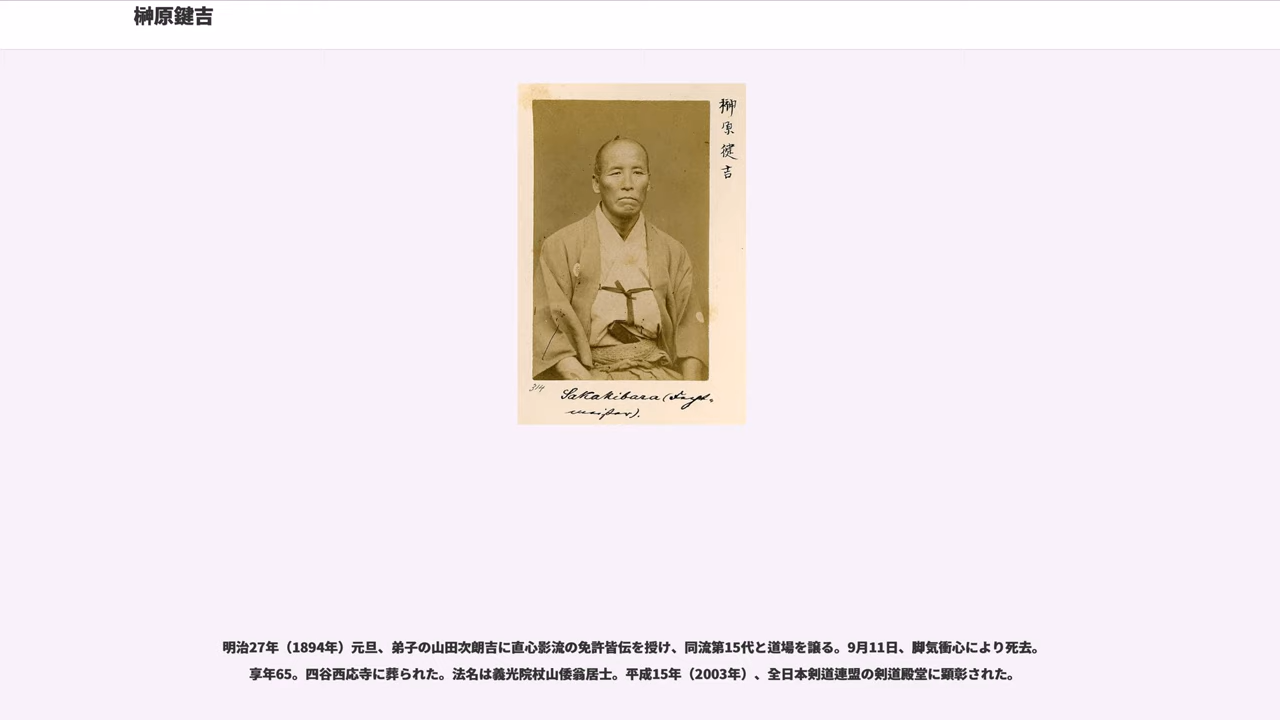 榊原鍵吉
榊原健吉
314
Sakakibara (Fecht-
meister).
明治27年（1894年）元旦、弟子の山田次朗吉に直心影流の免許皆伝を授け、同流第15代と道場を譲る。9月11日、脚気衝心により死去。
享年65。四谷西応寺に葬られた。法名は義光院杖山倭翁居士。平成15年（2003年）、全日本剣道連盟の剣道殿堂に顕彰された。